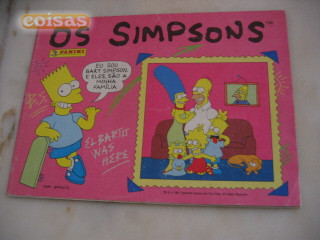 coisas
OS SIMPSONS
PANINI
EU SOU
BART SIMPSON,
E ELES SÃO A
MINHA
FAMÍLIA
EL BARTO
WAS
HERE